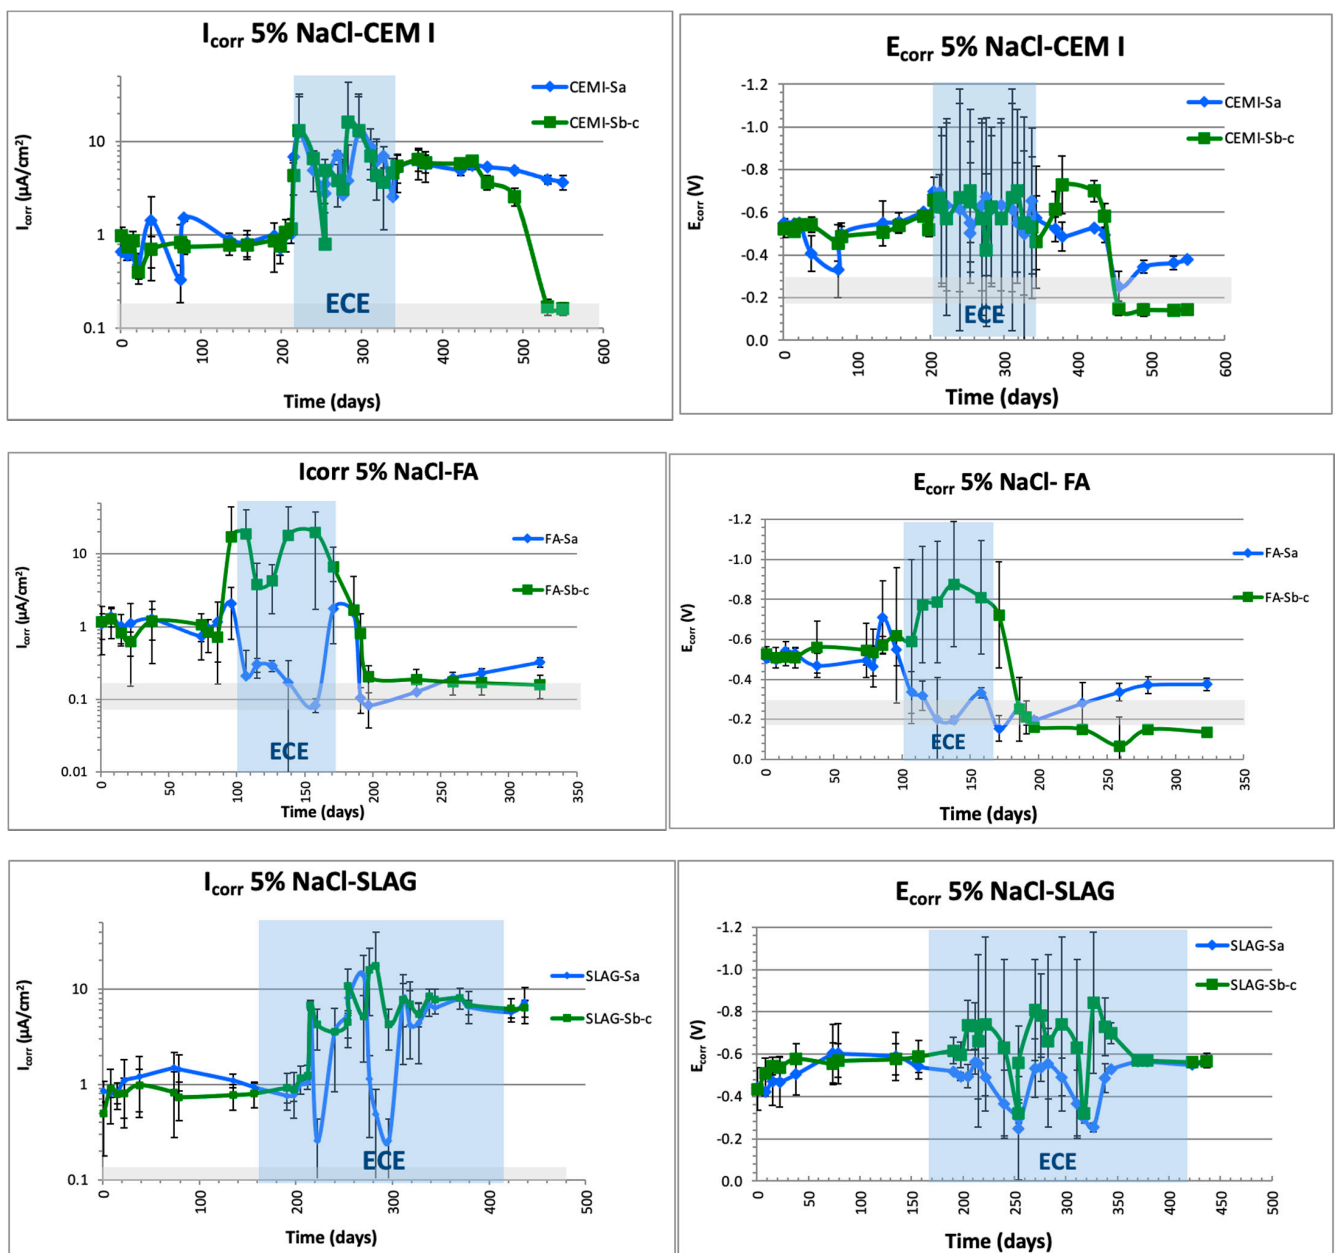 Icorr 5% NaCl-CEM I
Icorr (µA/cm²)
10
1
0.1
0 100 200 300 400 500 600
Time (days)
CEMI-Sa
CEMI-Sb-c
ECE
Ecorr 5% NaCl-CEM I
Ecorr (V)
-1.2
-1.0
-0.8
-0.6
-0.4
-0.2
0.0
0 100 200 300 400 500 600
Time (days)
CEMI-Sa
CEMI-Sb-c
ECE
Icorr 5% NaCl-FA
Icorr (µA/cm²)
10
1
0.1
0.01
0 50 100 150 200 250 300 350
Time (days)
FA-Sa
FA-Sb-c
ECE
Ecorr 5% NaCl- FA
Ecorr (V)
-1.2
-1.0
-0.8
-0.6
-0.4
-0.2
0.0
0 50 100 150 200 250 300 350
Time (days)
FA-Sa
FA-Sb-c
ECE
Icorr 5% NaCl-SLAG
Icorr (µA/cm²)
10
1
0.1
0 100 200 300 400 500
Time (days)
SLAG-Sa
SLAG-Sb-c
ECE
Ecorr 5% NaCl-SLAG
Ecorr (V)
-1.2
-1.0
-0.8
-0.6
-0.4
-0.2
0.0
0 50 100 150 200 250 300 350 400 450 500
Time (days)
SLAG-Sa
SLAG-Sb-c
ECE